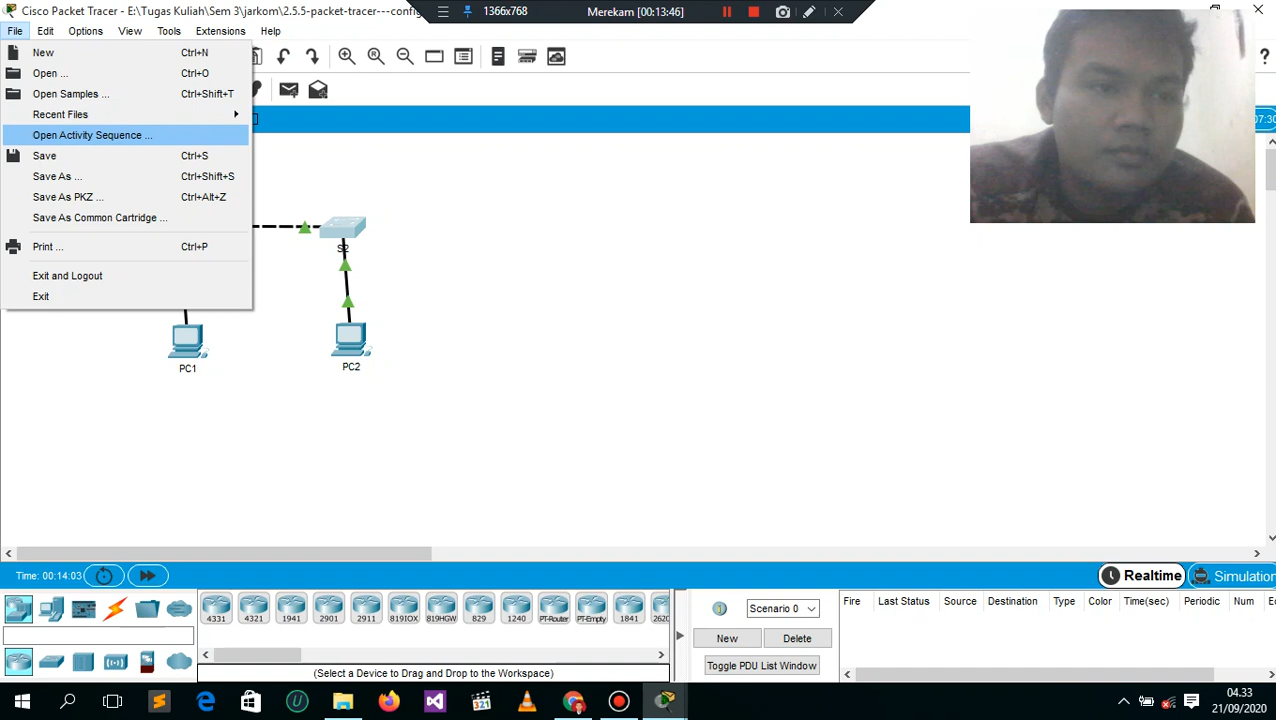 Cisco Packet Tracer - E:\Tugas Kuliah\Sem 3\jarkom\2.5.5-packet-tracer---config
1366x768
Merekam [00:13:46]
File Edit Options View Tools Extensions Help
New Ctrl+N
Open ... Ctrl+O
Open Samples ... Ctrl+Shift+T
Recent Files
Open Activity Sequence ...
Save Ctrl+S
Save As ... Ctrl+Shift+S
Save As PKZ ... Ctrl+Alt+Z
Save As Common Cartridge ...
Print ... Ctrl+P
Exit and Logout
Exit
?
07:30
S2
PC1
PC2
Time: 00:14:03
Realtime
Simulation
4331 4321 1941 2901 2911 819IOX 819HGW 829 1240 PT-Router PT-Empty 1841 2620
(Select a Device to Drag and Drop to the Workspace)
Scenario 0
New Delete
Toggle PDU List Window
Fire Last Status Source Destination Type Color Time(sec) Periodic Num
321
04.33
21/09/2020